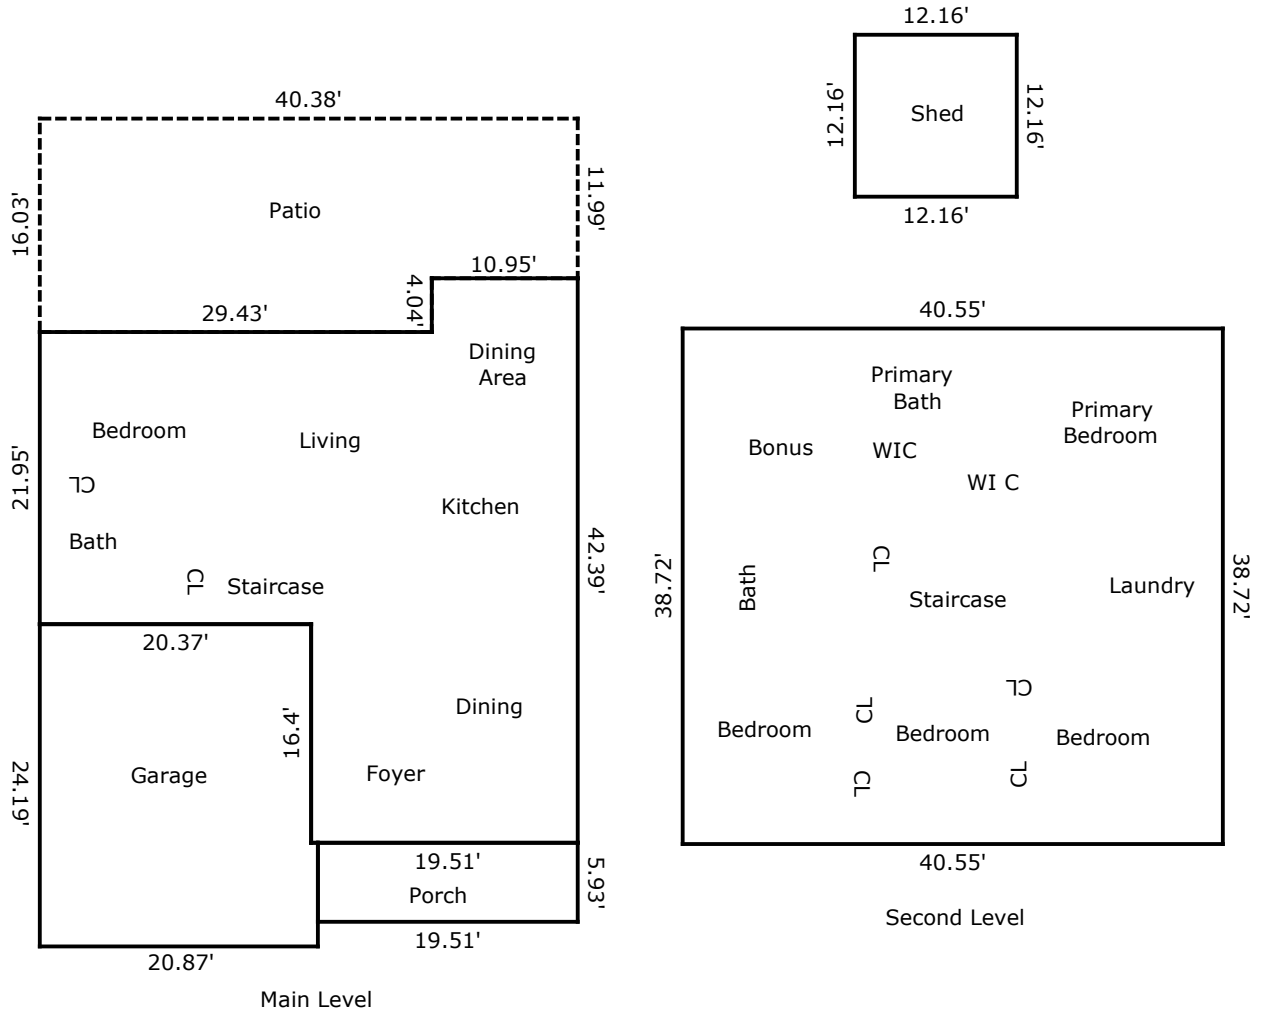 12.16'
12.16'
Shed
12.16'
12.16'
40.38'
16.03'
Patio
11.99'
10.95'
4.04'
29.43'
Dining
Area
Bedroom
Living
21.95'
CL
Kitchen
Bath
CL
Staircase
42.39'
20.37'
16.4'
Dining
Foyer
Garage
24.19'
19.51'
Porch
5.93'
19.51'
20.87'
Main Level
40.55'
Primary
Bath
Primary
Bedroom
Bonus
WIC
WI C
38.72'
CL
Bath
Staircase
Laundry
38.72'
CL
CL
Bedroom
Bedroom
Bedroom
CL
CL
40.55'
Second Level